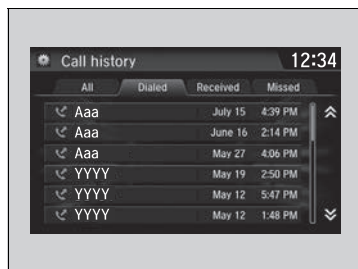 Call history 12:34
All Dialed Received Missed
Aaa July 15 4:39 PM
Aaa June 16 2:14 PM
Aaa May 27 4:06 PM
YYYY May 19 2:50 PM
YYYY May 12 5:47 PM
YYYY May 12 1:48 PM